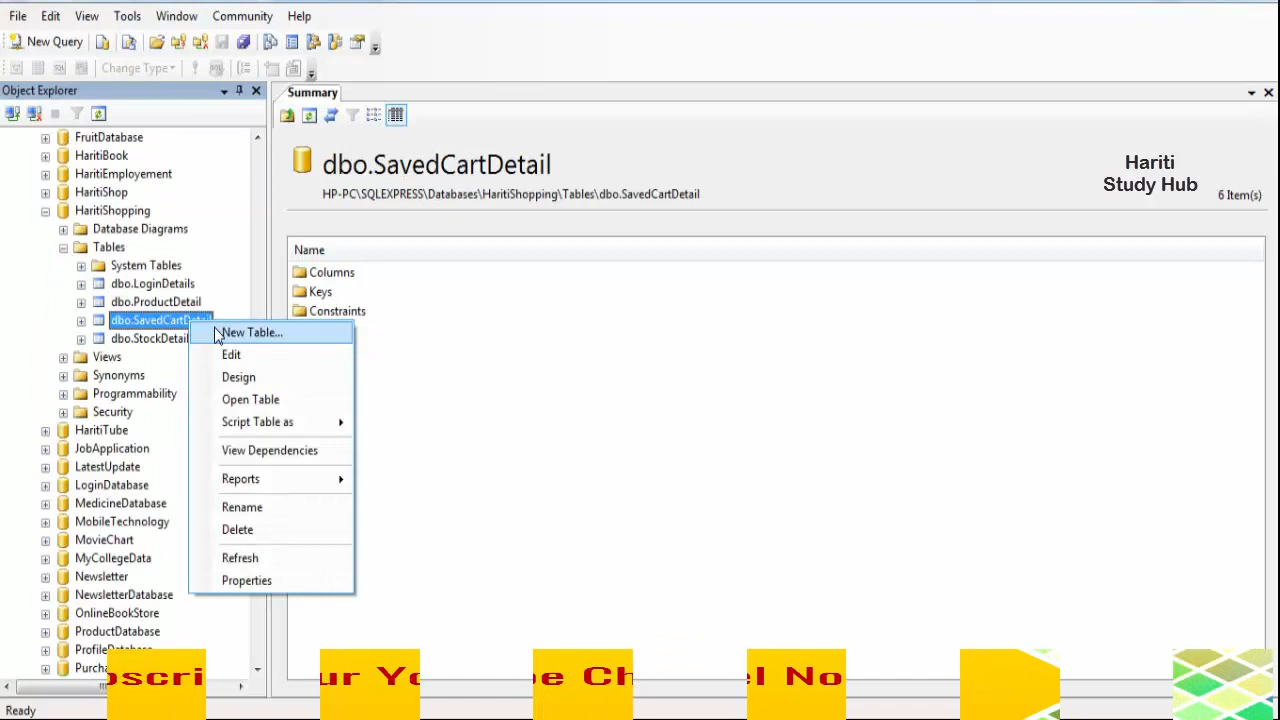 File Edit View Tools Window Community Help
New Query
Change Type
Object Explorer
Summary
FruitDatabase
HaritiBook
HaritiEmployement
HaritiShop
HaritiShopping
Database Diagrams
Tables
System Tables
dbo.LoginDetails
dbo.ProductDetail
dbo.SavedCartDetail
dbo.StockDetail
Views
Synonyms
Programmability
Security
HaritiTube
JobApplication
LatestUpdate
LoginDatabase
MedicineDatabase
MobileTechnology
MovieChart
MyCollegeData
Newsletter
NewsletterDatabase
OnlineBookStore
ProductDatabase
ProfileDatabase
Purch
New Table...
Edit
Design
Open Table
Script Table as
View Dependencies
Reports
Rename
Delete
Refresh
Properties
dbo.SavedCartDetail
HP-PC\SQLEXPRESS\Databases\HaritiShopping\Tables\dbo.SavedCartDetail
Hariti
Study Hub
6 Item(s)
Name
Columns
Keys
Constraints
Ready